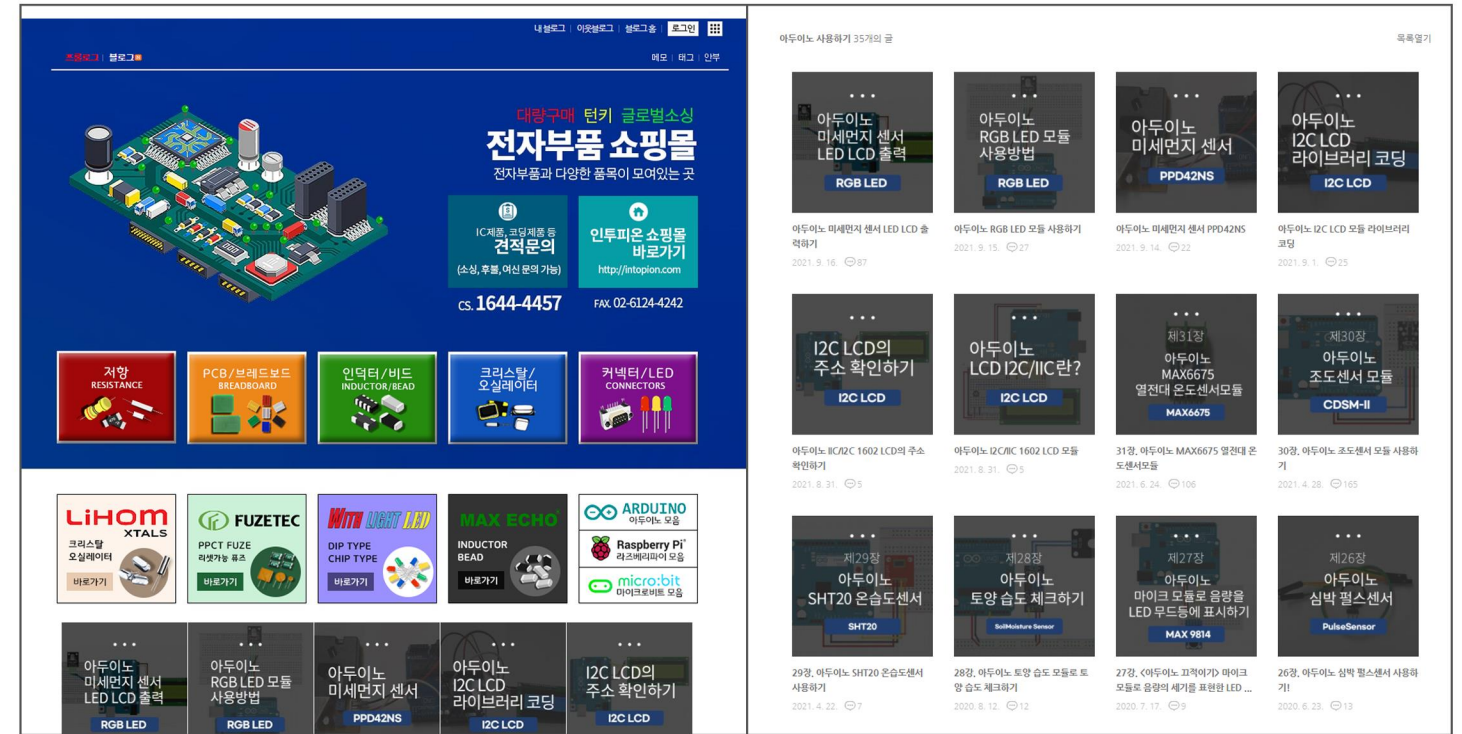 내 블로그 | 이웃블로그 | 블로그 홈 | 로그인
프롤로그 | 블로그
메모 | 태그 | 안부
대량구매 턴키 글로벌소싱
전자부품 쇼핑몰
전자부품과 다양한 품목이 모여있는 곳
IC제품, 코딩제품 등
견적문의
(소싱, 후불, 여신 문의 가능)
인투피온 쇼핑몰
바로가기
http://intopion.com
CS. 1644-4457
FAX. 02-6124-4242
저항
RESISTANCE
PCB/브레드보드
BREADBOARD
인덕터/비드
INDUCTOR/BEAD
크리스탈/
오실레이터
커넥터/LED
CONNECTORS
LiHOM
XTALS
크리스탈
오실레이터
바로가기
FUZETEC
PPCT FUZE
리셋가능 퓨즈
바로가기
WITH LIGHT LED
DIP TYPE
CHIP TYPE
바로가기
MAX ECHO
INDUCTOR
BEAD
바로가기
ARDUINO
아두이노 모음
Raspberry Pi
라즈베리파이 모음
micro:bit
마이크로비트 모음
아두이노
미세먼지 센서
LED LCD 출력
RGB LED
아두이노
RGB LED 모듈
사용방법
RGB LED
아두이노
미세먼지 센서
PPD42NS
아두이노
I2C LCD
라이브러리 코딩
I2C LCD
I2C LCD의
주소 확인하기
I2C LCD
아두이노 사용하기 35개의 글
목록열기
아두이노
미세먼지 센서
LED LCD 출력
RGB LED
아두이노 미세먼지 센서 LED LCD 출
력하기
2021. 9. 16. 87
아두이노
RGB LED 모듈
사용방법
RGB LED
아두이노 RGB LED 모듈 사용하기
2021. 9. 15. 27
아두이노
미세먼지 센서
PPD42NS
아두이노 미세먼지 센서 PPD42NS
2021. 9. 14. 22
아두이노
I2C LCD
라이브러리 코딩
I2C LCD
아두이노 I2C LCD 모듈 라이브러리
코딩
2021. 9. 1. 25
I2C LCD의
주소 확인하기
I2C LCD
아두이노 IIC/I2C 1602 LCD의 주소
확인하기
2021. 8. 31. 5
아두이노
LCD I2C/IIC란?
I2C LCD
아두이노 I2C/IIC 1602 LCD 모듈
2021. 8. 31. 5
제31장
아두이노
MAX6675
열전대 온도센서모듈
MAX6675
31장, 아두이노 MAX6675 열전대 온
도센서모듈
2021. 6. 24. 106
제30장
아두이노
조도센서 모듈
CDSM-II
30장, 아두이노 조도센서 모듈 사용하
기
2021. 4. 28. 165
제29장
아두이노
SHT20 온습도센서
SHT20
29장, 아두이노 SHT20 온습도센서
사용하기
2021. 4. 22. 7
제28장
아두이노
토양 습도 체크하기
SoilMoisture Sensor
28강, 아두이노 토양 습도 모듈로 토
양 습도 체크하기
2020. 8. 12. 12
제27장
아두이노
마이크 모듈로 음량을
LED 무드등에 표시하기
MAX 9814
27강, <아두이노 끄적이기> 마이크
모듈로 음량의 세기를 표현한 LED ...
2020. 7. 17. 9
제26장
아두이노
심박 펄스센서
PulseSensor
26장, 아두이노 심박 펄스센서 사용하
기!
2020. 6. 23. 13